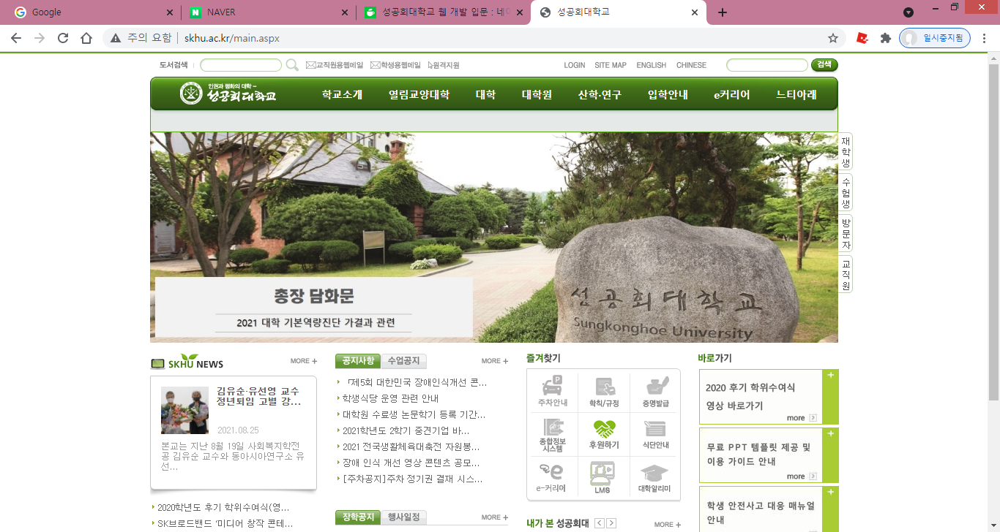 Google
NAVER
성공회대학교 웹 개발 입문 : 네이
성공회대학교
주의 요함
skhu.ac.kr/main.aspx
일시중지됨
도서검색
교직원용웹메일
학생용웹메일
원격지원
LOGIN
SITE MAP
ENGLISH
CHINESE
검색
인권과 평화의 대학
성공회대학교
학교소개
열림교양대학
대학
대학원
산학·연구
입학안내
e커리어
느티아래
재학생
수험생
방문자
교직원
성공회대학교
Sungkonghoe University
총장 담화문
2021 대학 기본역량진단 가결과 관련
SKHU NEWS
MORE +
김유순·유선영 교수
정년퇴임 고별 강...
2021.08.25
본교는 지난 8월 19일 사회복지학전
공 김유순 교수와 동아시아연구소 유
선...
2020학년도 후기 학위수여식(영...
SK브로드밴드 '미디어 창작 콘테...
공지사항
수업공지
MORE +
「제5회 대한민국 장애인식개선 콘...
학생식당 운영 관련 안내
대학원 수료생 논문학기 등록 기간...
2021학년도 2학기 중견기업 바...
2021 전국생활체육대축전 자원봉...
장애 인식 개선 영상 콘텐츠 공모...
[주차공지]주차 정기권 결재 시스...
장학공지
행사일정
MORE +
즐겨찾기
주차안내
학칙/규정
증명발급
종합정보
시스템
후원하기
식단안내
e-커리어
LMS
대학알리미
내가 본 성공회대
MORE +
바로가기
2020 후기 학위수여식
영상 바로가기
more
무료 PPT 템플릿 제공 및
이용 가이드 안내
more
학생 안전사고 대응 매뉴얼
안내